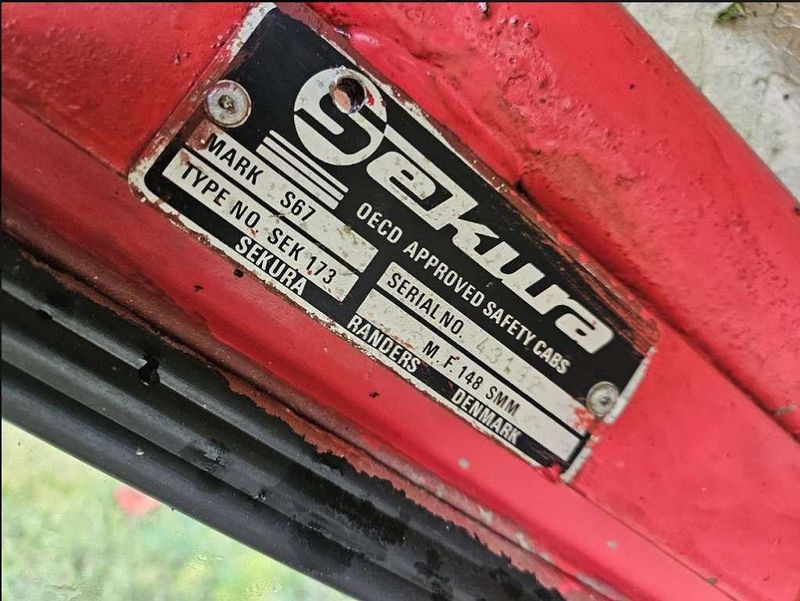 Sekura
OECD APPROVED SAFETY CABS
MARK S67
SERIAL NO.
TYPE NO. SEK 173
M.F. 148 SMM
SEKURA RANDERS DENMARK